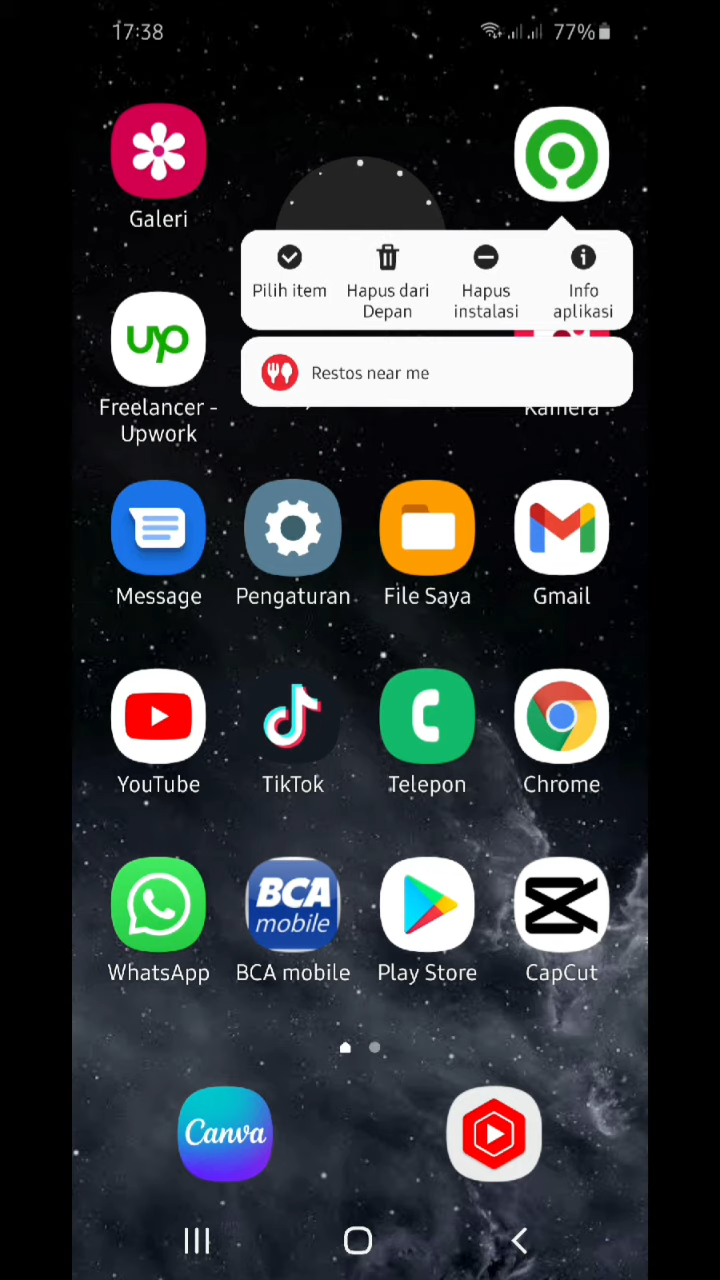 17:38
77%
Galeri
Pilih item
Hapus dari
Depan
Hapus
instalasi
Info
aplikasi
Restos near me
up
Freelancer -
Upwork
Kamera
Message
Pengaturan
File Saya
Gmail
YouTube
TikTok
Telepon
Chrome
BCA
mobile
WhatsApp
BCA mobile
Play Store
CapCut
Canva